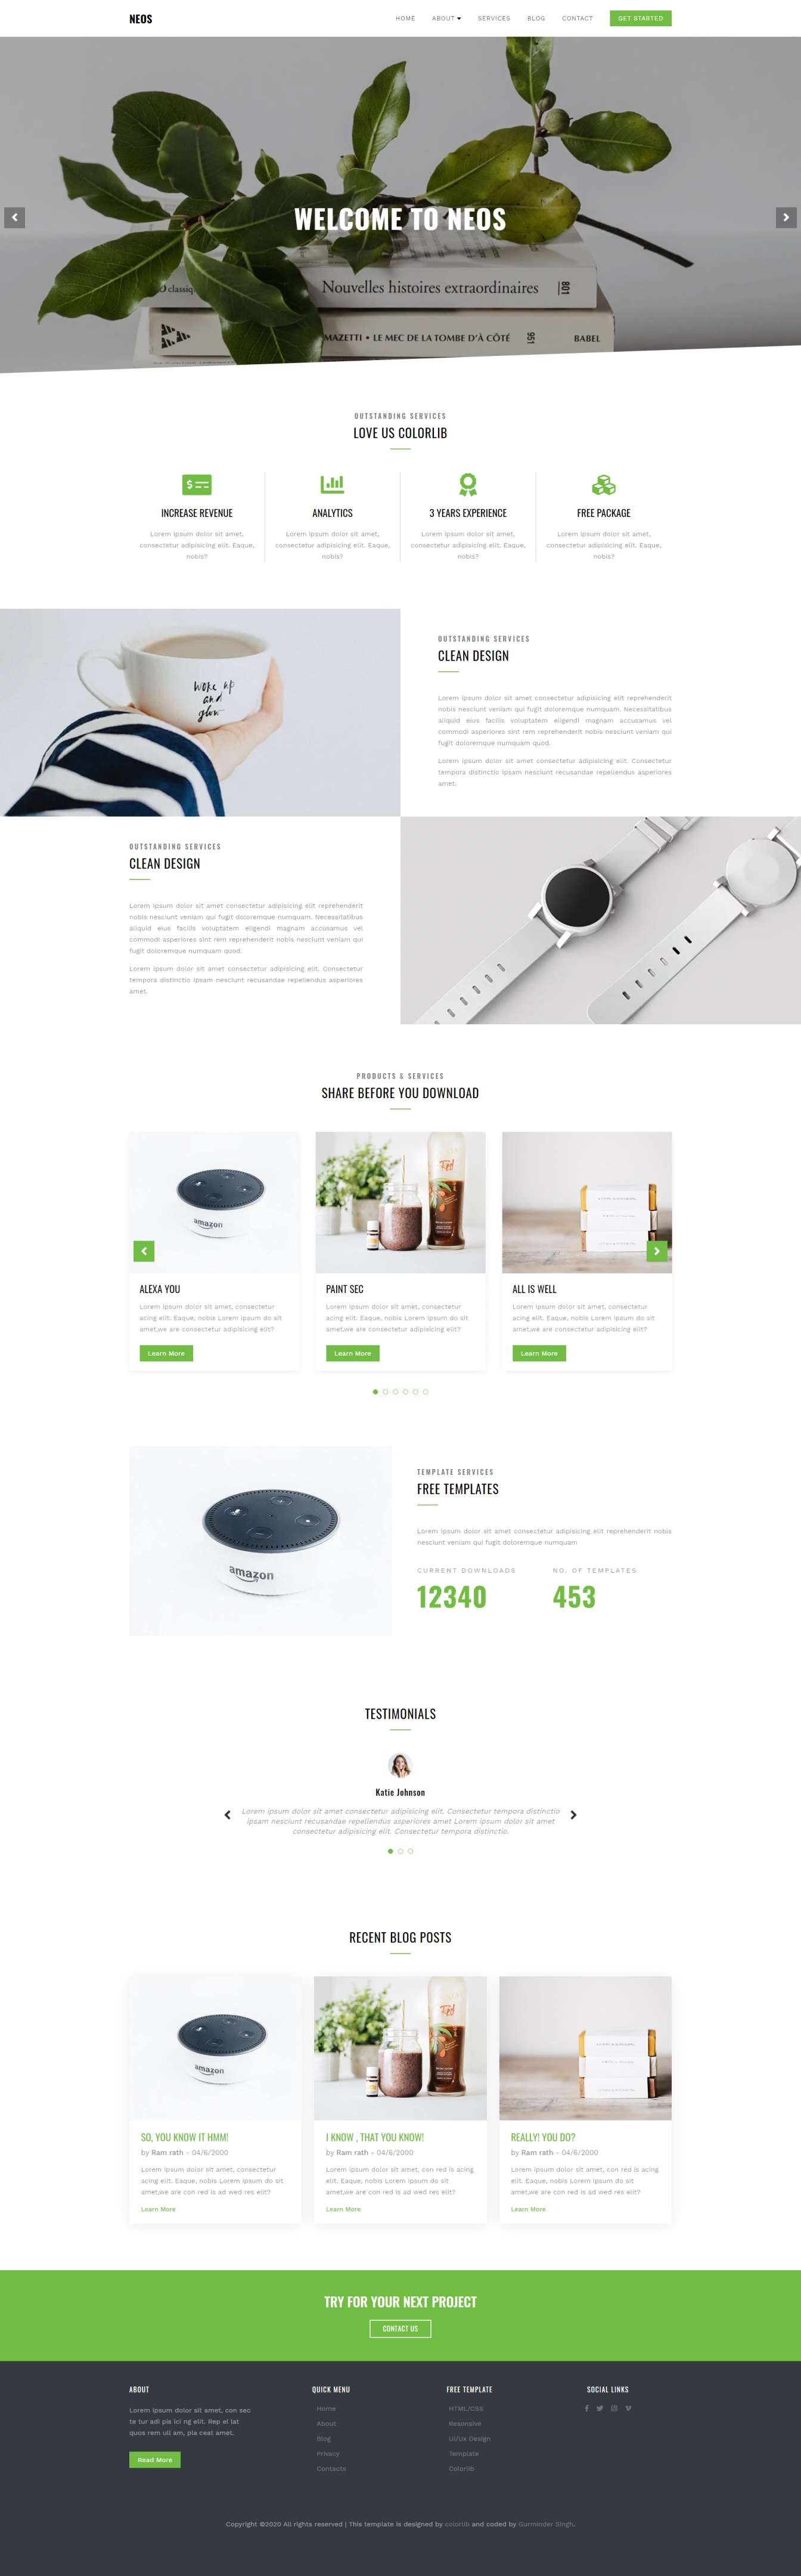 NEOS
HOME ABOUT SERVICES BLOG CONTACT GET STARTED
WELCOME TO NEOS
classiq
Nouvelles histoires extraordinaires
801
MAZETTI • LE MEC DE LA TOMBE D'À CÔTÉ
951
BABEL
OUTSTANDING SERVICES
LOVE US COLORLIB
INCREASE REVENUE
Lorem ipsum dolor sit amet,
consectetur adipisicing elit. Eaque,
nobis?
ANALYTICS
Lorem ipsum dolor sit amet,
consectetur adipisicing elit. Eaque,
nobis?
3 YEARS EXPERIENCE
Lorem ipsum dolor sit amet,
consectetur adipisicing elit. Eaque,
nobis?
FREE PACKAGE
Lorem ipsum dolor sit amet,
consectetur adipisicing elit. Eaque,
nobis?
woke up
and
glow
OUTSTANDING SERVICES
CLEAN DESIGN
Lorem ipsum dolor sit amet consectetur adipisicing elit reprehenderit
nobis nesciunt veniam qui fugit doloremque numquam. Necessitatibus
aliquid eius facilis voluptatem eligendi magnam accusamus vel
commodi asperiores sint rem reprehenderit nobis nesciunt veniam qui
fugit doloremque numquam quod.
Lorem ipsum dolor sit amet consectetur adipisicing elit. Consectetur
tempora distinctio ipsam nesciunt recusandae repellendus asperiores
amet.
OUTSTANDING SERVICES
CLEAN DESIGN
Lorem ipsum dolor sit amet consectetur adipisicing elit reprehenderit
nobis nesciunt veniam qui fugit doloremque numquam. Necessitatibus
aliquid eius facilis voluptatem eligendi magnam accusamus vel
commodi asperiores sint rem reprehenderit nobis nesciunt veniam qui
fugit doloremque numquam quod.
Lorem ipsum dolor sit amet consectetur adipisicing elit. Consectetur
tempora distinctio ipsam nesciunt recusandae repellendus asperiores
amet.
PRODUCTS & SERVICES
SHARE BEFORE YOU DOWNLOAD
amazon
ALEXA YOU
Lorem ipsum dolor sit amet, consectetur
acing elit. Eaque, nobis Lorem ipsum do sit
amet,we are consectetur adipisicing elit?
Learn More
Red
PAINT SEC
Lorem ipsum dolor sit amet, consectetur
acing elit. Eaque, nobis Lorem ipsum do sit
amet,we are consectetur adipisicing elit?
Learn More
ALL IS WELL
Lorem ipsum dolor sit amet, consectetur
acing elit. Eaque, nobis Lorem ipsum do sit
amet,we are consectetur adipisicing elit?
Learn More
amazon
TEMPLATE SERVICES
FREE TEMPLATES
Lorem ipsum dolor sit amet consectetur adipisicing elit reprehenderit nobis
nesciunt veniam qui fugit doloremque numquam
CURRENT DOWNLOADS
12340
NO. OF TEMPLATES
453
TESTIMONIALS
Katie Johnson
Lorem ipsum dolor sit amet consectetur adipisicing elit. Consectetur tempora distinctio
ipsam nesciunt recusandae repellendus asperiores amet Lorem ipsum dolor sit amet
consectetur adipisicing elit. Consectetur tempora distinctio.
RECENT BLOG POSTS
amazon
SO, YOU KNOW IT HMM!
by Ram rath - 04/6/2000
Lorem ipsum dolor sit amet, consectetur
acing elit. Eaque, nobis Lorem ipsum do sit
amet,we are con red is ad wed res elit?
Learn More
Red
I KNOW , THAT YOU KNOW!
by Ram rath - 04/6/2000
Lorem ipsum dolor sit amet, con red is acing
elit. Eaque, nobis Lorem ipsum do sit
amet,we are con red is ad wed res elit?
Learn More
REALLY! YOU DO?
by Ram rath - 04/6/2000
Lorem ipsum dolor sit amet, con red is acing
elit. Eaque, nobis Lorem ipsum do sit
amet,we are con red is ad wed res elit?
Learn More
TRY FOR YOUR NEXT PROJECT
CONTACT US
ABOUT
Lorem ipsum dolor sit amet, con sec
te tur adi pis ici ng elit. Rep el lat
quos rem ull am, pla ceat amet.
Read More
QUICK MENU
Home
About
Blog
Privacy
Contacts
FREE TEMPLATE
HTML/CSS
Resonsive
UI/Ux Design
Template
Colorlib
SOCIAL LINKS
Copyright ©2020 All rights reserved | This template is designed by colorlib and coded by Gurminder Singh.